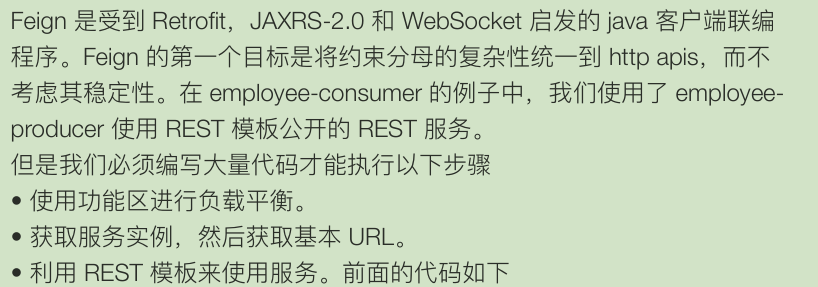 Feign 是受到 Retrofit，JAXRS-2.0 和 WebSocket 启发的 java 客户端联编
程序。Feign 的第一个目标是将约束分母的复杂性统一到 http apis，而不
考虑其稳定性。在 employee-consumer 的例子中，我们使用了 employee-
producer 使用 REST 模板公开的 REST 服务。
但是我们必须编写大量代码才能执行以下步骤
• 使用功能区进行负载平衡。
• 获取服务实例，然后获取基本 URL。
• 利用 REST 模板来使用服务。前面的代码如下